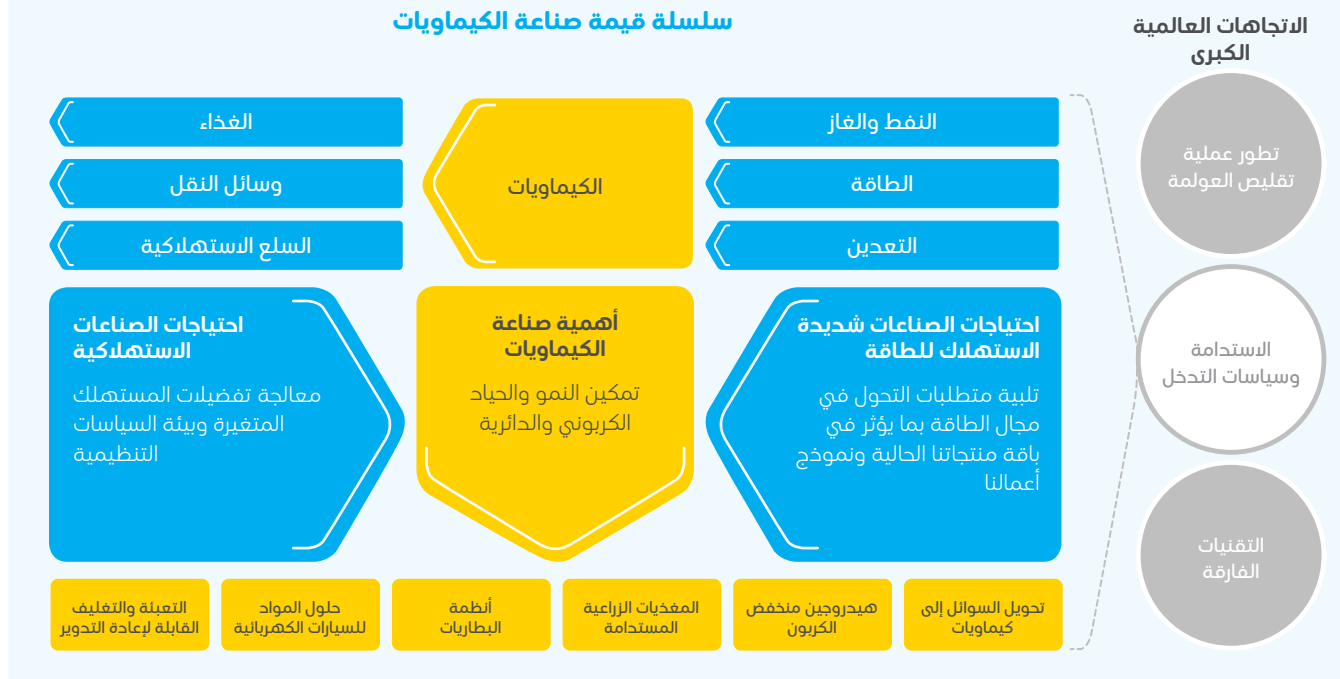 الاتجاهات العالمية
الكبرى
تطور عملية
تقليص العولمة
الاستدامة
وسياسات التدخل
التقنيات
الفارقة
سلسلة قيمة صناعة الكيماويات
النفط والغاز
الطاقة
التعدين
الكيماويات
الغذاء
وسائل النقل
السلع الاستهلاكية
احتياجات الصناعات شديدة
الاستهلاك للطاقة
تلبية متطلبات التحول في
مجال الطاقة بما يؤثر في
باقة منتجاتنا الحالية ونموذج
أعمالنا
أهمية صناعة
الكيماويات
تمكين النمو والحياد
الكربوني والدائرية
احتياجات الصناعات
الاستهلاكية
معالجة تفضيلات المستهلك
المتغيرة وبيئة السياسات
التنظيمية
تحويل السوائل إلى
كيماويات
هيدروجين منخفض
الكربون
المغذيات الزراعية
المستدامة
أنظمة
البطاريات
حلول المواد
للسيارات الكهربائية
التعبئة والتغليف
القابلة لإعادة التدوير